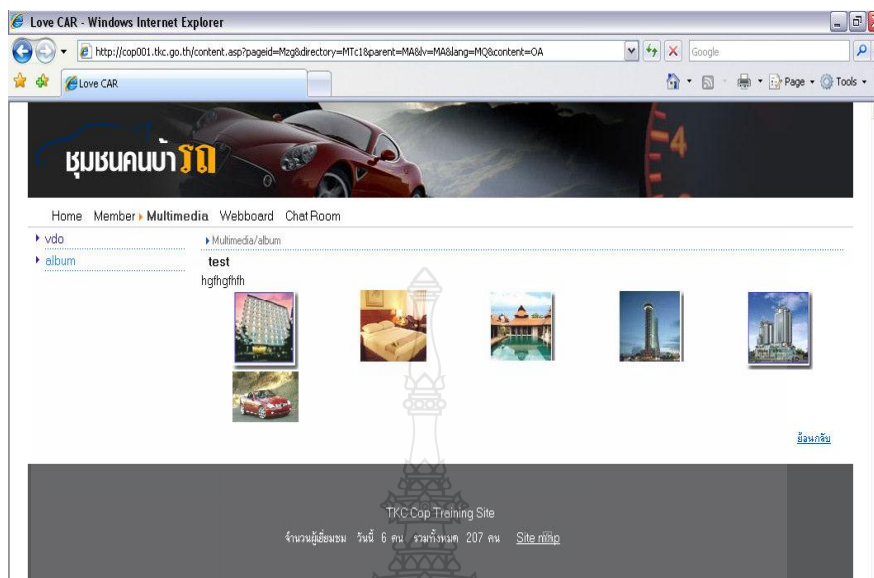 Love CAR - Windows Internet Explorer
http://cop001.tkc.go.th/content.asp?pageid=Mzg&directory=MTc1&parent=MA&lv=MA&lang=MQ&content=OA
Google
Love CAR
Page Tools
ชุมชนคนบ้ารถ
4
Home Member Multimedia Webboard Chat Room
vdo
Multimedia/album
album
test
hgfhgfhfh
ย้อนกลับ
TKC Cop Training Site
จำนวนผู้เยี่ยมชม วันนี้ 6 คน รวมทั้งหมด 207 คน Site map